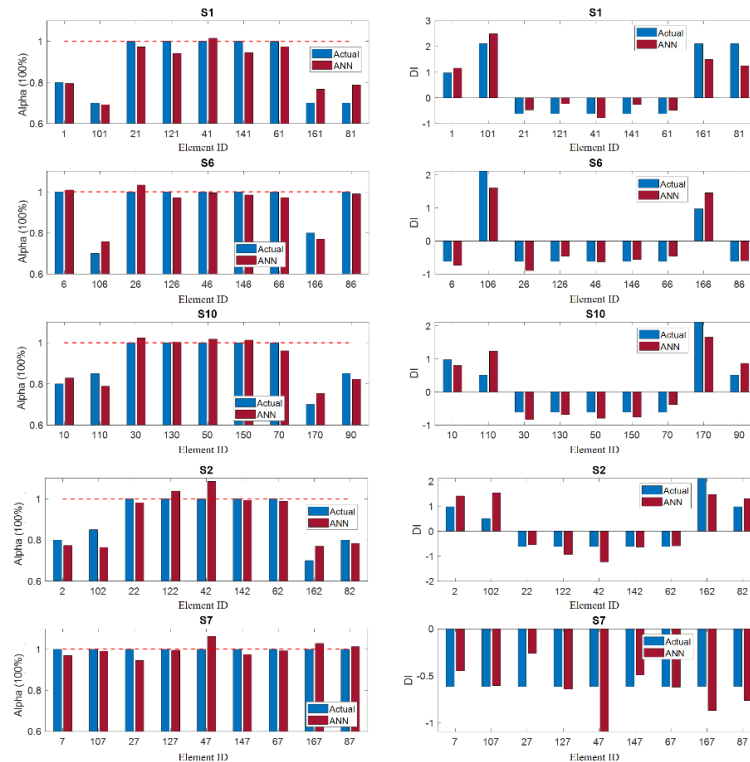 S1
Alpha (100%)
1
0.8
0.6
Actual
ANN
1 101 21 121 41 141 61 161 81
Element ID
S1
DI
3
2
1
0
-1
Actual
ANN
1 101 21 121 41 141 61 161 81
Element ID
S6
Alpha (100%)
1
0.8
0.6
Actual
ANN
6 106 26 126 46 146 66 166 86
Element ID
S6
DI
2
1
0
-1
Actual
ANN
6 106 26 126 46 146 66 166 86
Element ID
S10
Alpha (100%)
1
0.8
0.6
Actual
ANN
10 110 30 130 50 150 70 170 90
Element ID
S10
DI
2
1
0
-1
Actual
ANN
10 110 30 130 50 150 70 170 90
Element ID
S2
Alpha (100%)
1
0.8
0.6
Actual
ANN
2 102 22 122 42 142 62 162 82
Element ID
S2
DI
2
1
0
-1
2
Actual
ANN
2 102 22 122 42 142 62 162 82
Element ID
S7
Alpha (100%)
1
0.8
0.6
Actual
ANN
7 107 27 127 47 147 67 167 87
Element ID
S7
DI
0
-0.5
-1
Actual
ANN
7 107 27 127 47 147 67 167 87
Element ID